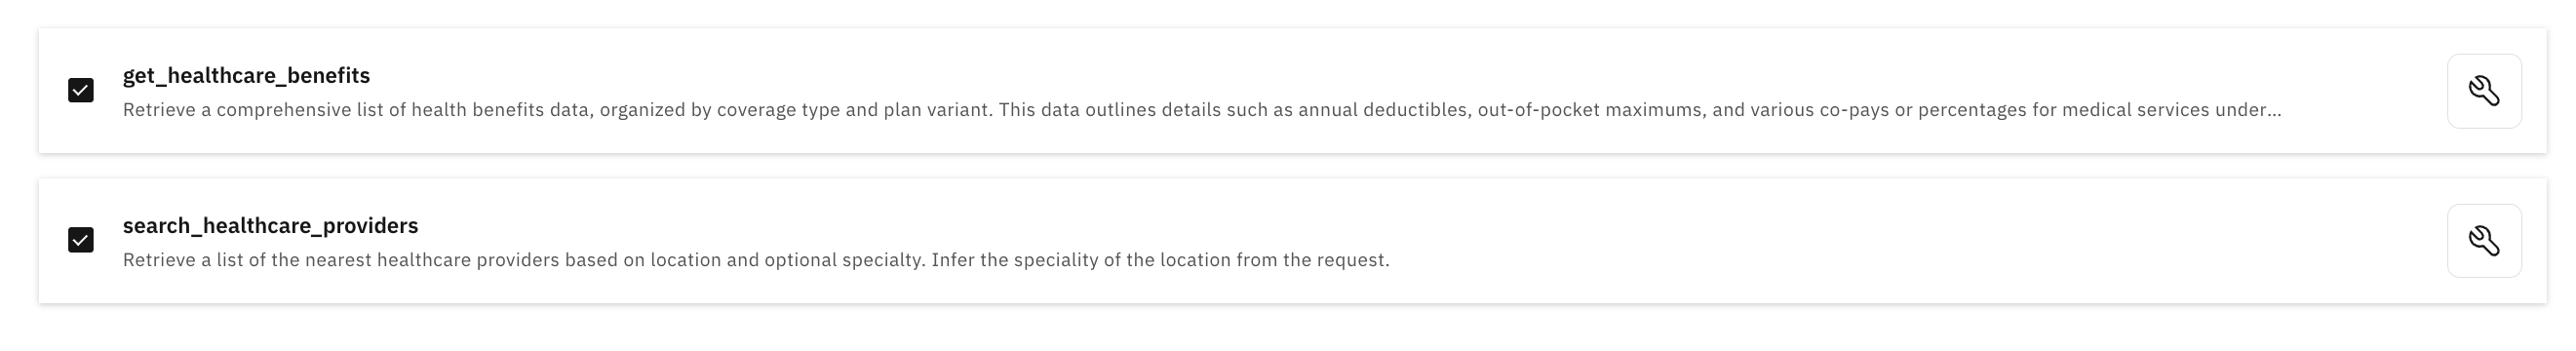 get_healthcare_benefits
Retrieve a comprehensive list of health benefits data, organized by coverage type and plan variant. This data outlines details such as annual deductibles, out-of-pocket maximums, and various co-pays or percentages for medical services under...
search_healthcare_providers
Retrieve a list of the nearest healthcare providers based on location and optional specialty. Infer the speciality of the location from the request.